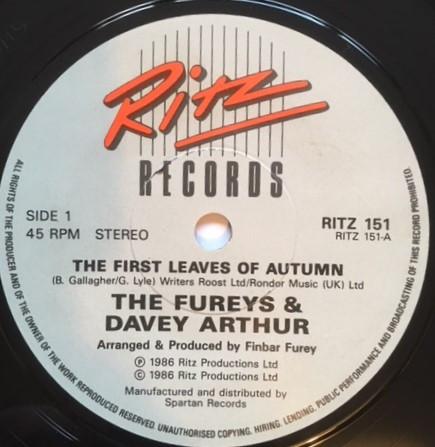 Ritz
RECORDS
SIDE 1
45 RPM STEREO
RITZ 151
RITZ 151-A
THE FIRST LEAVES OF AUTUMN
(B. Gallagher/G. Lyle) Writers Roost Ltd/Rondor Music (UK) Ltd
THE FUREYS &
DAVEY ARTHUR
Arranged & Produced by Finbar Furey
℗ 1986 Ritz Productions Ltd
© 1986 Ritz Productions Ltd
Manufactured and distributed by
Spartan Records
ALL RIGHTS OF THE PRODUCER AND OF THE OWNER OF THE WORK REPRODUCED RESERVED. UNAUTHORISED COPYING, HIRING, LENDING, PUBLIC PERFORMANCE AND BROADCASTING OF THIS RECORD PROHIBITED.